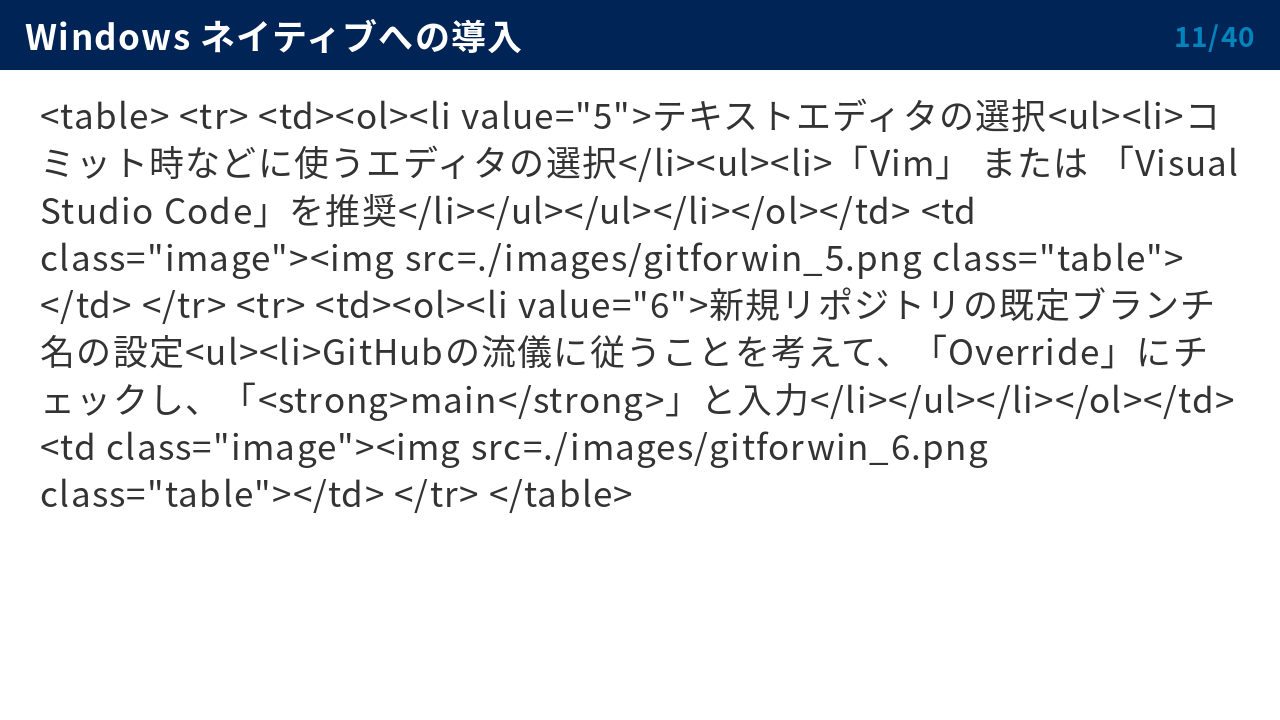 Windows ネイティブへの導入
11/40
<table> <tr> <td><ol><li value="5">テキストエディタの選択<ul><li>コ
ミット時などに使うエディタの選択</li><ul><li>「Vim」 または 「Visual
Studio Code」を推奨</li></ul></ul></li></ol></td> <td
class="image"><img src=./images/gitforwin_5.png class="table">
</td> </tr> <tr> <td><ol><li value="6">新規リポジトリの既定ブランチ
名の設定<ul><li>GitHubの流儀に従うことを考えて、「Override」にチ
ェックし、「<strong>main</strong>」と入力</li></ul></li></ol></td>
<td class="image"><img src=./images/gitforwin_6.png
class="table"></td> </tr> </table>